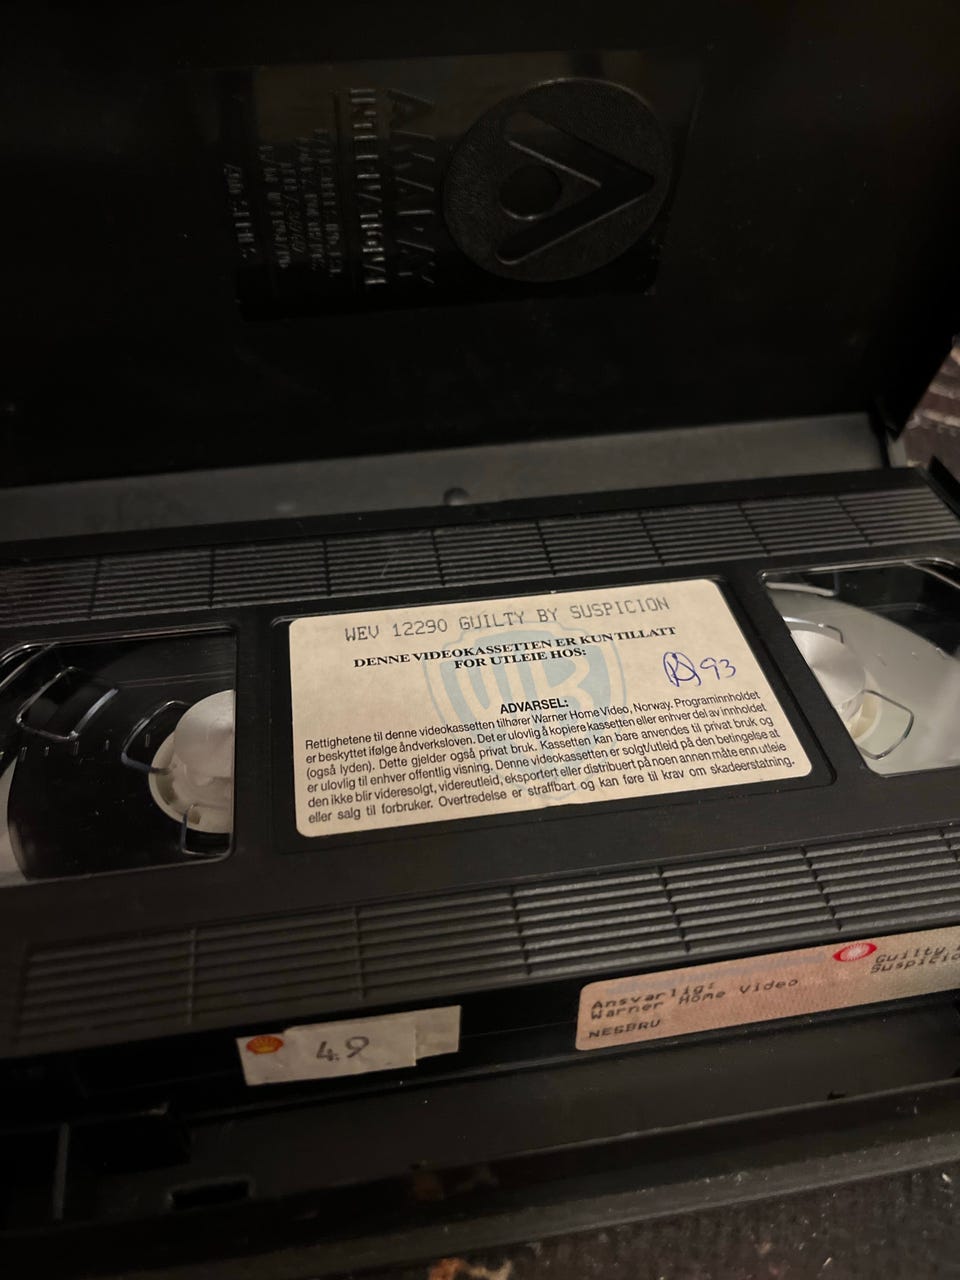 AMARAY
WEV 12290 GUILTY BY SUSPICION
DENNE VIDEOKASSETTEN ER KUN TILLATT
FOR UTLEIE HOS:
93
ADVARSEL:
Rettighetene til denne videokassetten tilhører Warner Home Video, Norway. Programinnholdet
er beskyttet ifølge åndverksloven. Det er ulovlig å kopiere kassetten eller enhver del av innholdet
(også lyden). Dette gjelder også privat bruk. Kassetten kan bare anvendes til privat bruk og
er ulovlig til enhver offentlig visning. Denne videokassetten er solgt/utleid på den betingelse at
den ikke blir videresolgt, videreutleid, eksportert eller distribuert på noen annen måte enn utleie
eller salg til forbruker. Overtredelse er straffbart og kan føre til krav om skadeerstatning.
Guilty
Suspicio
Ansvarlig:
Warner Home Video
NESBRU
49